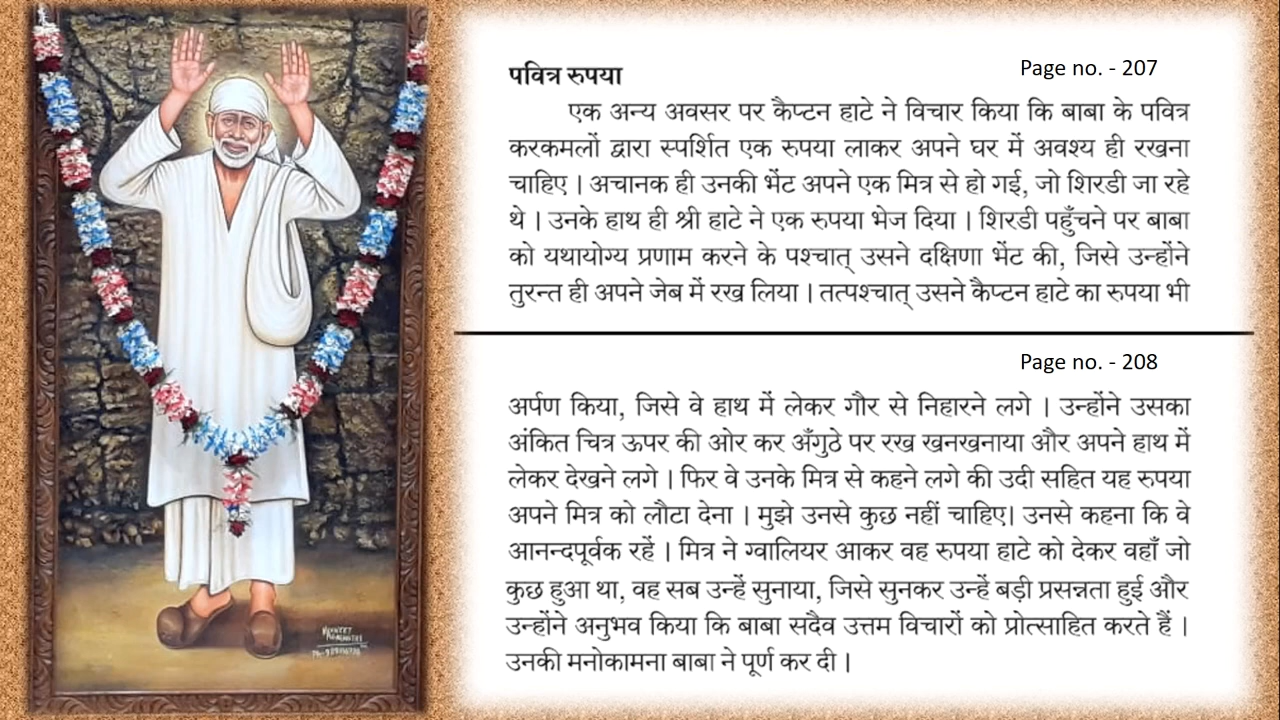 पवित्र रुपया
Page no. - 207
एक अन्य अवसर पर कैप्टन हाटे ने विचार किया कि बाबा के पवित्र
करकमलों द्वारा स्पर्शित एक रुपया लाकर अपने घर में अवश्य ही रखना
चाहिए । अचानक ही उनकी भेंट अपने एक मित्र से हो गई, जो शिरडी जा रहे
थे । उनके हाथ ही श्री हाटे ने एक रुपया भेज दिया । शिरडी पहुँचने पर बाबा
को यथायोग्य प्रणाम करने के पश्चात् उसने दक्षिणा भेंट की, जिसे उन्होंने
तुरन्त ही अपने जेब में रख लिया । तत्पश्चात् उसने कैप्टन हाटे का रुपया भी
Page no. - 208
अर्पण किया, जिसे वे हाथ में लेकर गौर से निहारने लगे । उन्होंने उसका
अंकित चित्र ऊपर की ओर कर अँगुठे पर रख खनखनाया और अपने हाथ में
लेकर देखने लगे । फिर वे उनके मित्र से कहने लगे की उदी सहित यह रुपया
अपने मित्र को लौटा देना । मुझे उनसे कुछ नहीं चाहिए। उनसे कहना कि वे
आनन्दपूर्वक रहें । मित्र ने ग्वालियर आकर वह रुपया हाटे को देकर वहाँ जो
कुछ हुआ था, वह सब उन्हें सुनाया, जिसे सुनकर उन्हें बड़ी प्रसन्नता हुई और
उन्होंने अनुभव किया कि बाबा सदैव उत्तम विचारों को प्रोत्साहित करते हैं ।
उनकी मनोकामना बाबा ने पूर्ण कर दी ।